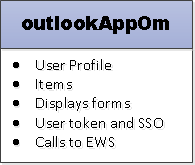 outlookAppOm
• User Profile
• Items
• Displays forms
• User token and SSO
• Calls to EWS